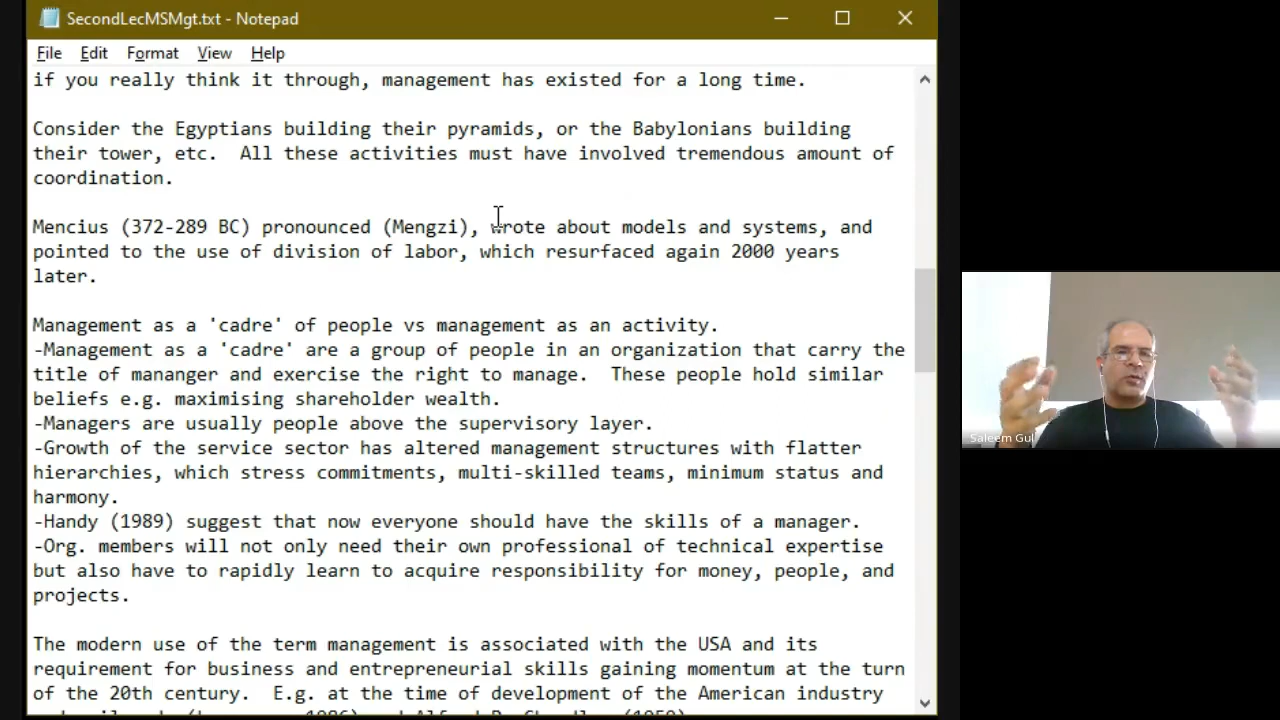 SecondLecMSMgt.txt - Notepad
File Edit Format View Help
if you really think it through, management has existed for a long time.
Consider the Egyptians building their pyramids, or the Babylonians building
their tower, etc.  All these activities must have involved tremendous amount of
coordination.
Mencius (372-289 BC) pronounced (Mengzi), wrote about models and systems, and
pointed to the use of division of labor, which resurfaced again 2000 years
later.
Management as a 'cadre' of people vs management as an activity.
-Management as a 'cadre' are a group of people in an organization that carry the
title of mananger and exercise the right to manage.  These people hold similar
beliefs e.g. maximising shareholder wealth.
-Managers are usually people above the supervisory layer.
-Growth of the service sector has altered management structures with flatter
hierarchies, which stress commitments, multi-skilled teams, minimum status and
harmony.
-Handy (1989) suggest that now everyone should have the skills of a manager.
-Org. members will not only need their own professional of technical expertise
but also have to rapidly learn to acquire responsibility for money, people, and
projects.
The modern use of the term management is associated with the USA and its
requirement for business and entrepreneurial skills gaining momentum at the turn
of the 20th century.  E.g. at the time of development of the American industry
Saleem Gul